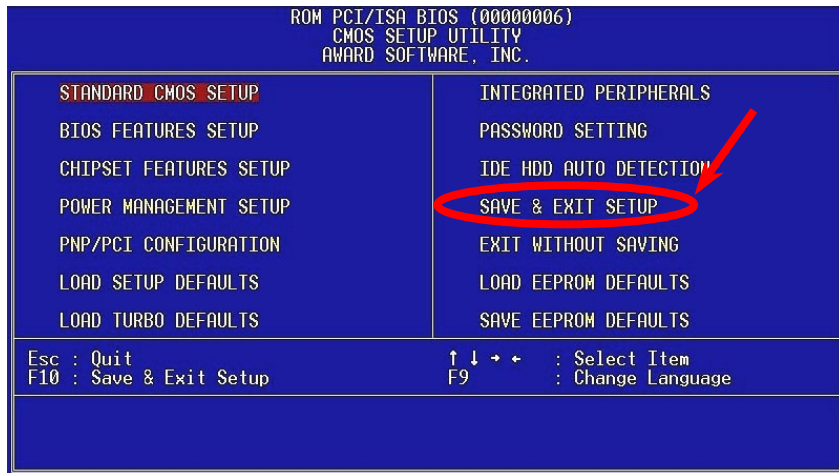 ROM PCI/ISA BIOS (00000006)
CMOS SETUP UTILITY
AWARD SOFTWARE, INC.
STANDARD CMOS SETUP
BIOS FEATURES SETUP
CHIPSET FEATURES SETUP
POWER MANAGEMENT SETUP
PNP/PCI CONFIGURATION
LOAD SETUP DEFAULTS
LOAD TURBO DEFAULTS
INTEGRATED PERIPHERALS
PASSWORD SETTING
IDE HDD AUTO DETECTION
SAVE & EXIT SETUP
EXIT WITHOUT SAVING
LOAD EEPROM DEFAULTS
SAVE EEPROM DEFAULTS
Esc : Quit
F10 : Save & Exit Setup
↑ ↓ → ← : Select Item
F9 : Change Language